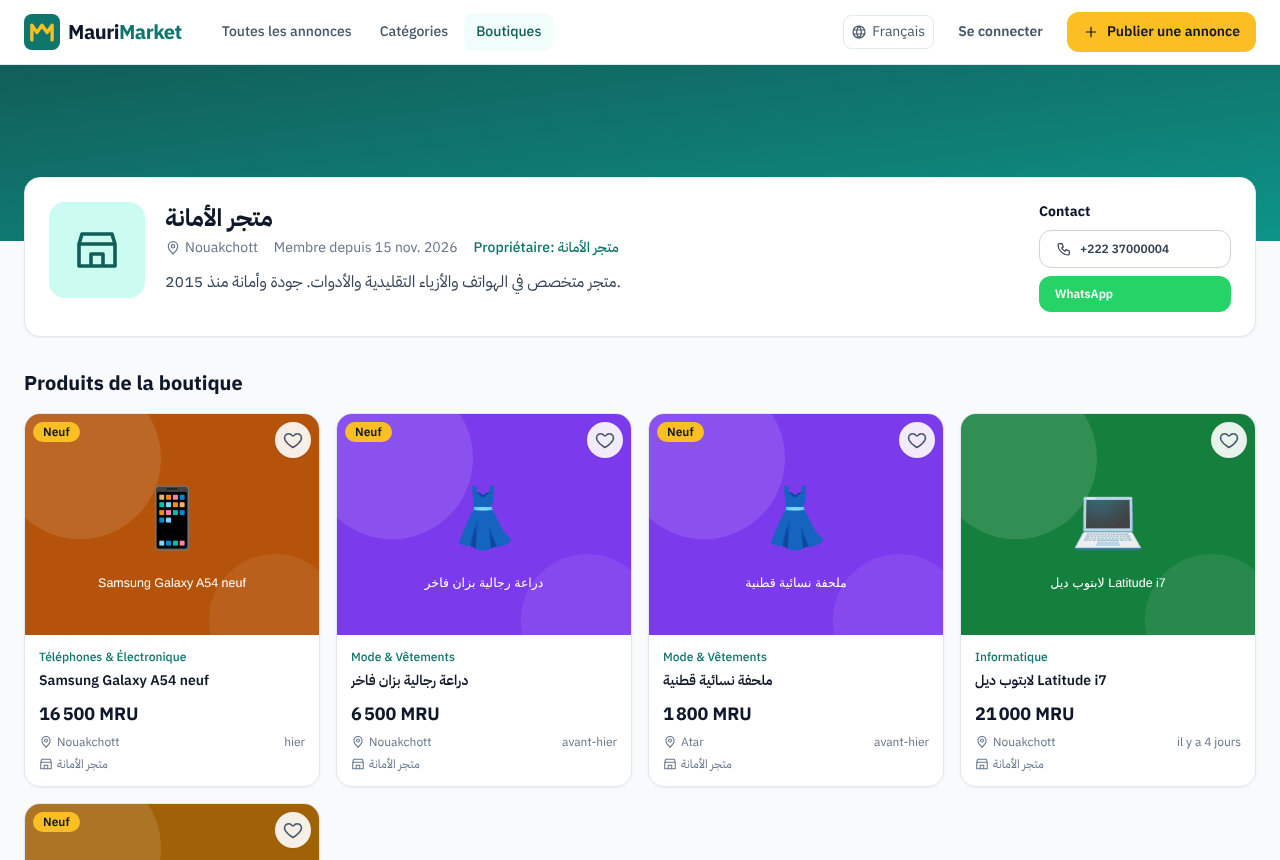 MauriMarket
Toutes les annonces
Catégories
Boutiques
Français
Se connecter
Publier une annonce
متجر الأمانة
Nouakchott
Membre depuis 15 nov. 2026
Propriétaire: متجر الأمانة
متجر متخصص في الهواتف والأزياء التقليدية والأدوات. جودة وأمانة منذ 2015.
Contact
+222 37000004
WhatsApp
Produits de la boutique
Neuf
Samsung Galaxy A54 neuf
Téléphones & Électronique
Samsung Galaxy A54 neuf
16 500 MRU
Nouakchott
hier
متجر الأمانة
Neuf
دراعة رجالية بزان فاخر
Mode & Vêtements
دراعة رجالية بزان فاخر
6 500 MRU
Nouakchott
avant-hier
متجر الأمانة
Neuf
ملحفة نسائية قطنية
Mode & Vêtements
ملحفة نسائية قطنية
1 800 MRU
Atar
avant-hier
متجر الأمانة
لابتوب ديل Latitude i7
Informatique
لابتوب ديل Latitude i7
21 000 MRU
Nouakchott
il y a 4 jours
متجر الأمانة
Neuf